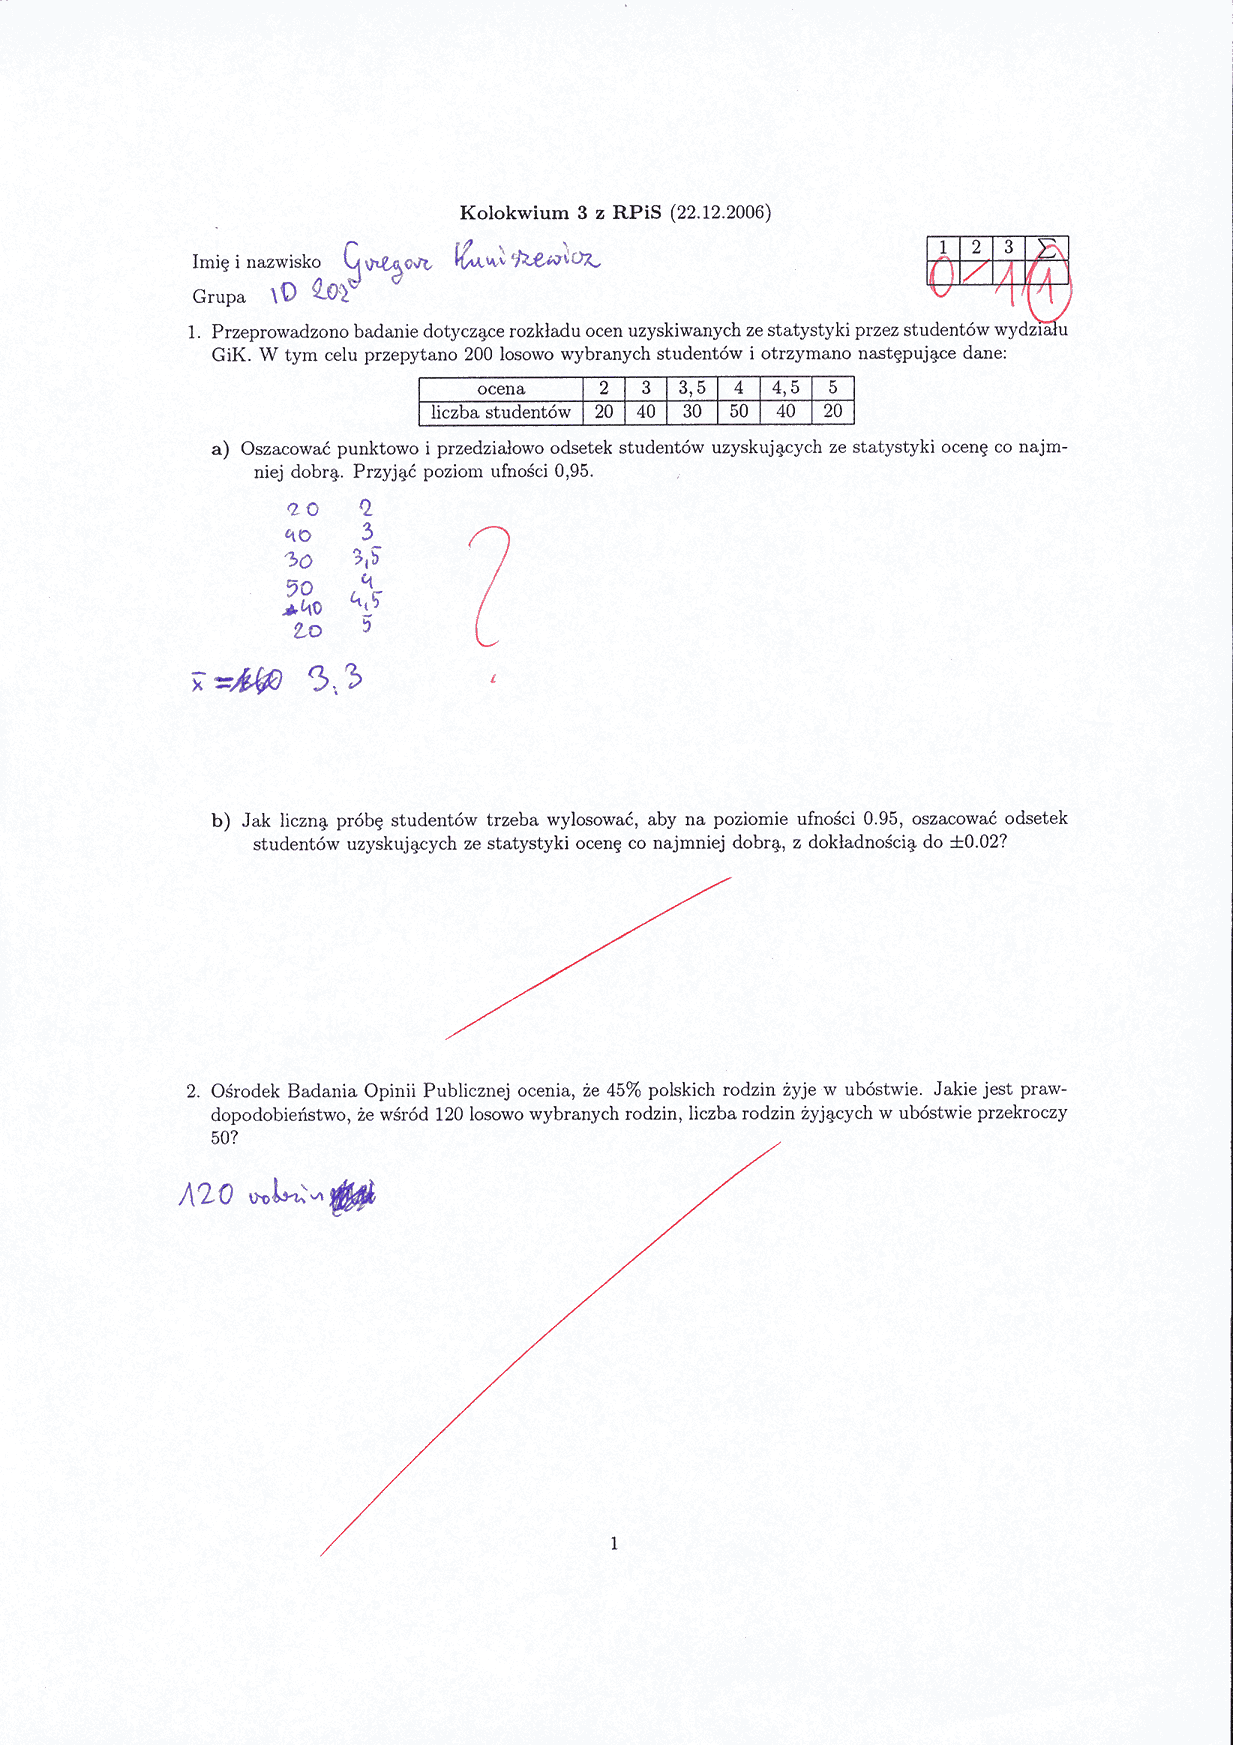 Kolokwium 3 z RPiS (22.12.2006)
Imię i nazwisko Grzegorz Kuniszewicz
Grupa 1D 202
1 2 3 Σ
0 / 1 1
1. Przeprowadzono badanie dotyczące rozkładu ocen uzyskiwanych ze statystyki przez studentów wydziału
GiK. W tym celu przepytano 200 losowo wybranych studentów i otrzymano następujące dane:
ocena 2 3 3,5 4 4,5 5
liczba studentów 20 40 30 50 40 20
a) Oszacować punktowo i przedziałowo odsetek studentów uzyskujących ze statystyki ocenę co najm-
niej dobrą. Przyjąć poziom ufności 0,95.
20 2
40 3
30 3,5
50 4
40 4,5
20 5
?
x̄ = 3.3
b) Jak liczną próbę studentów trzeba wylosować, aby na poziomie ufności 0.95, oszacować odsetek
studentów uzyskujących ze statystyki ocenę co najmniej dobrą, z dokładnością do ±0.02?
2. Ośrodek Badania Opinii Publicznej ocenia, że 45% polskich rodzin żyje w ubóstwie. Jakie jest praw-
dopodobieństwo, że wśród 120 losowo wybranych rodzin, liczba rodzin żyjących w ubóstwie przekroczy
50?
120 rodzin
1